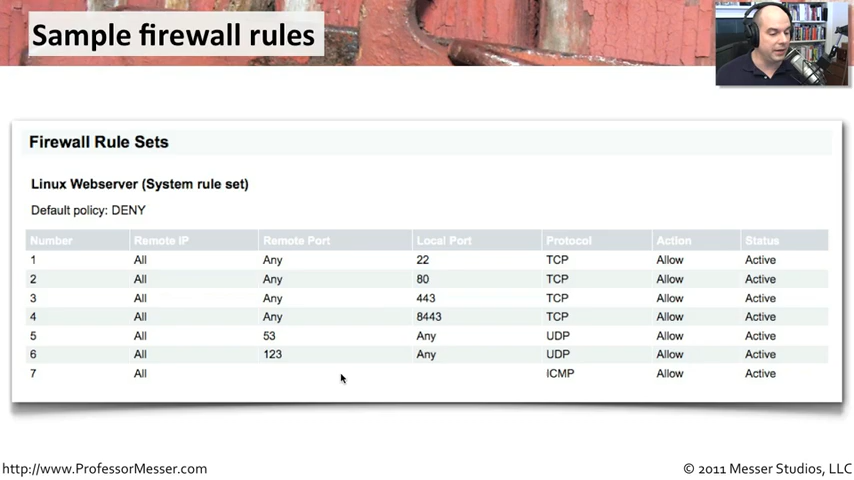 Sample firewall rules
Firewall Rule Sets
Linux Webserver (System rule set)
Default policy: DENY
Number Remote IP Remote Port Local Port Protocol Action Status
1 All Any 22 TCP Allow Active
2 All Any 80 TCP Allow Active
3 All Any 443 TCP Allow Active
4 All Any 8443 TCP Allow Active
5 All 53 Any UDP Allow Active
6 All 123 Any UDP Allow Active
7 All ICMP Allow Active
http://www.ProfessorMesser.com © 2011 Messer Studios, LLC